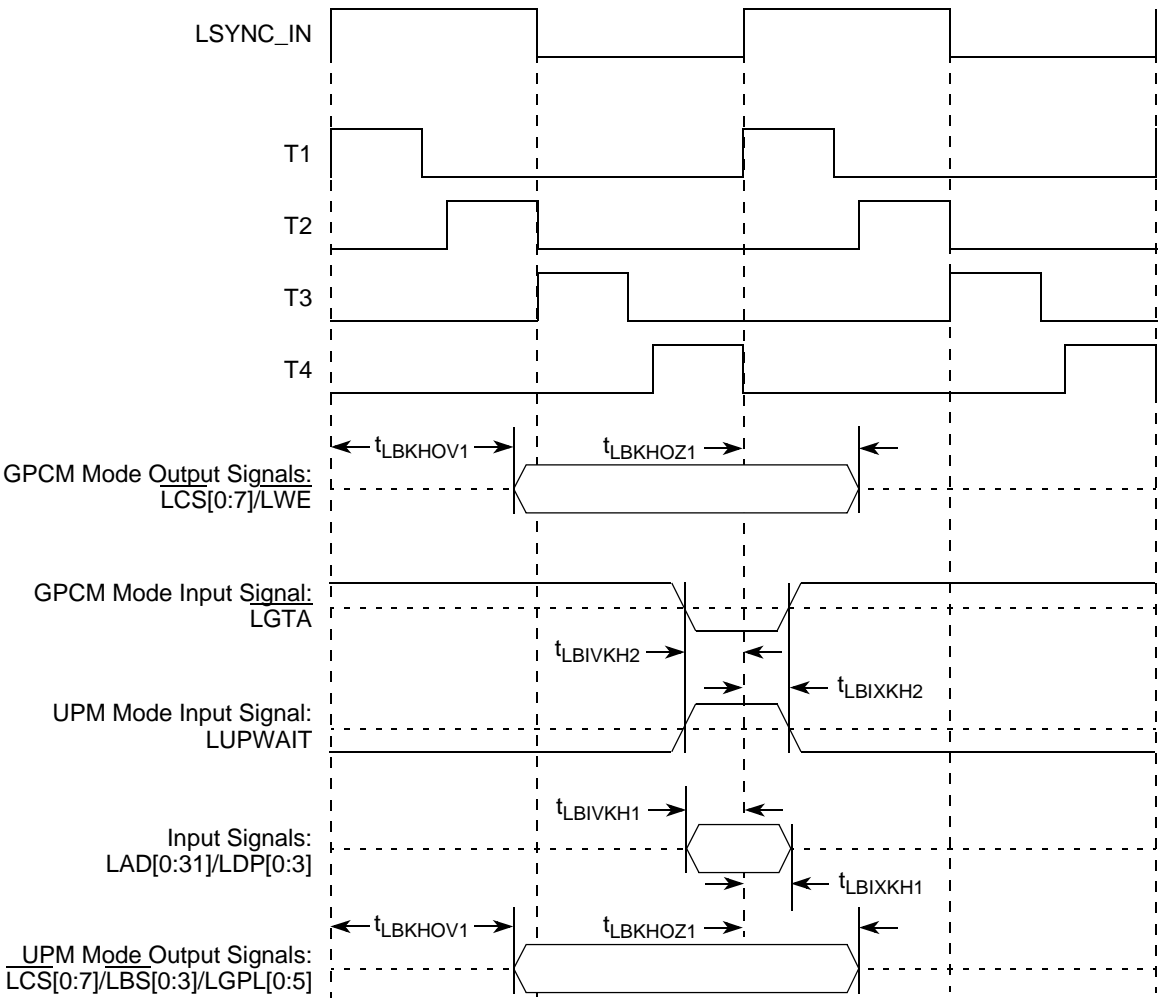 LSYNC_IN
T1
T2
T3
T4
tLBKHOV1
tLBKHOZ1
GPCM Mode Output Signals:
LCS[0:7]/LWE
GPCM Mode Input Signal:
LGTA
tLBIVKH2
tLBIXKH2
UPM Mode Input Signal:
LUPWAIT
tLBIVKH1
Input Signals:
LAD[0:31]/LDP[0:3]
tLBIXKH1
tLBKHOV1
tLBKHOZ1
UPM Mode Output Signals:
LCS[0:7]/LBS[0:3]/LGPL[0:5]